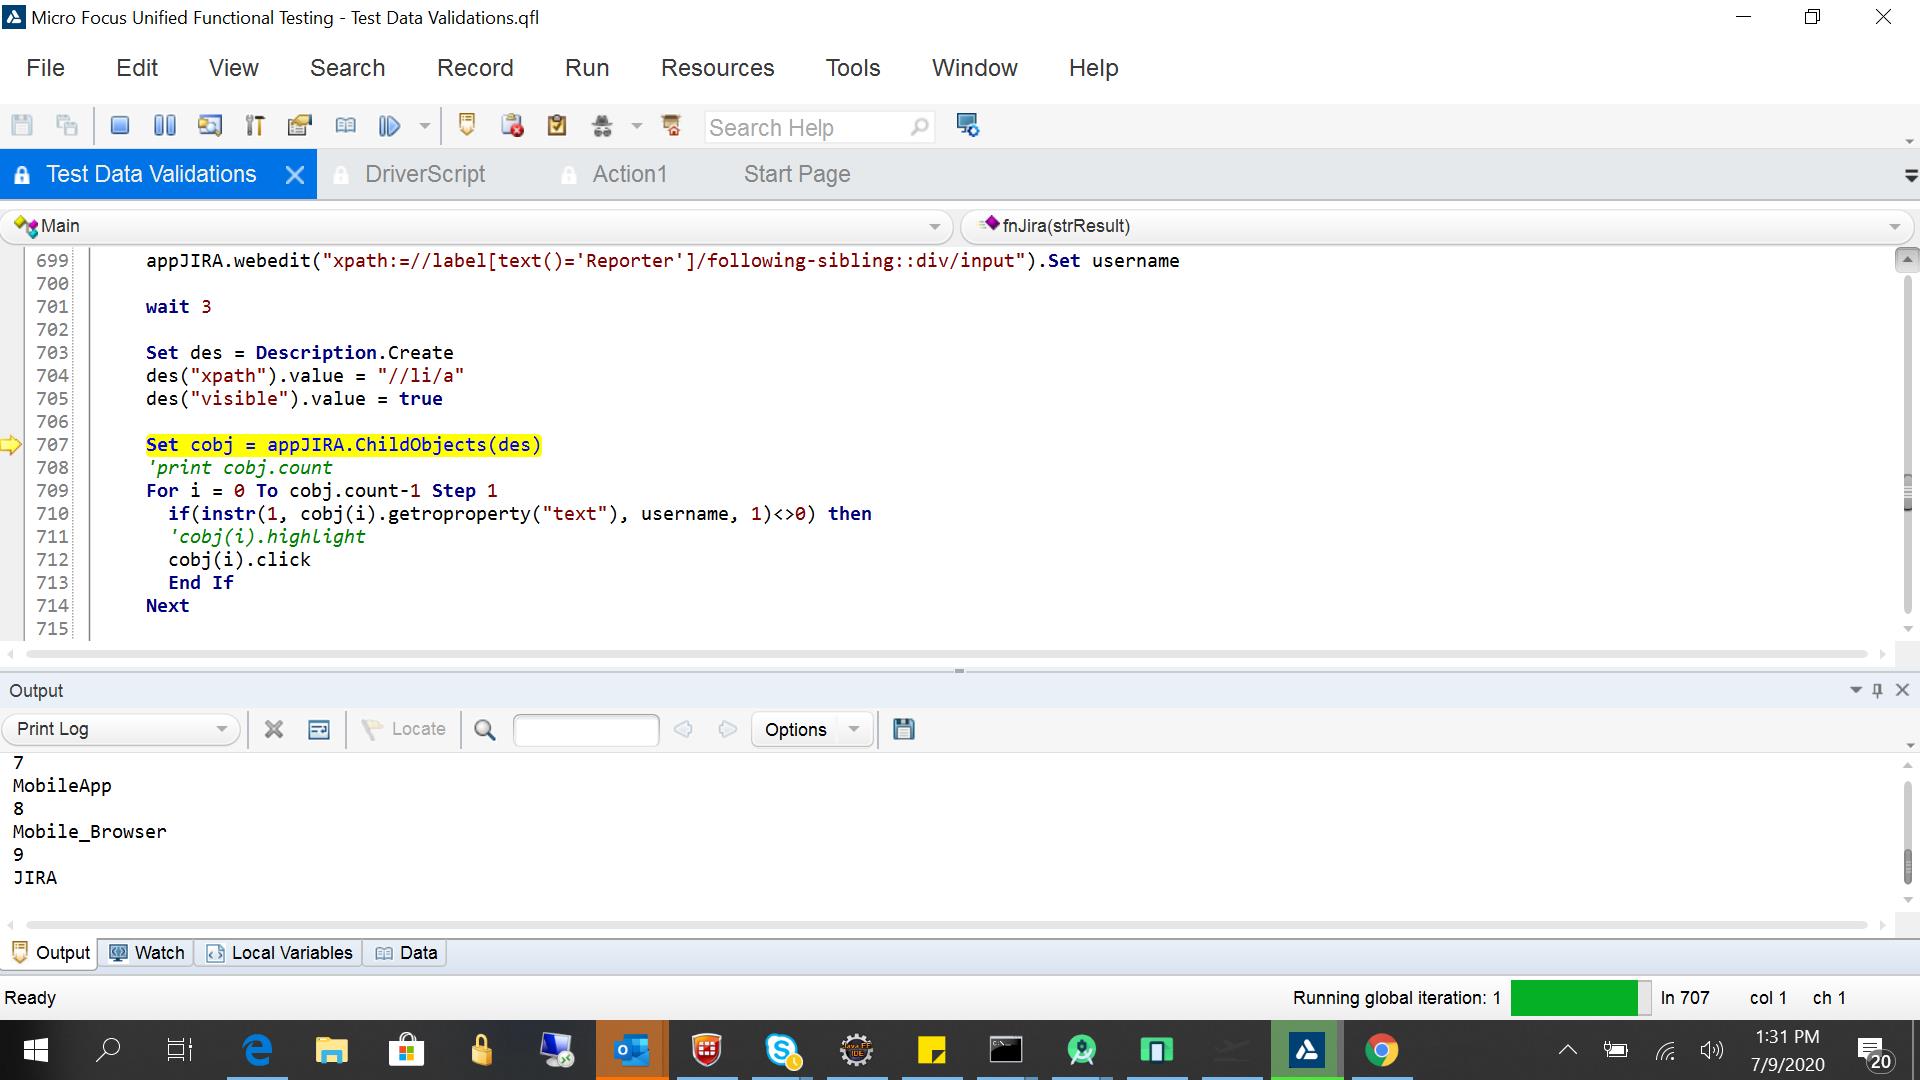 Micro Focus Unified Functional Testing - Test Data Validations.qfl
File Edit View Search Record Run Resources Tools Window Help
Search Help
Test Data Validations DriverScript Action1 Start Page
Main fnJira(strResult)
699 appJIRA.webedit("xpath:=//label[text()='Reporter']/following-sibling::div/input").Set username
700
701 wait 3
702
703 Set des = Description.Create
704 des("xpath").value = "//li/a"
705 des("visible").value = true
706
707 Set cobj = appJIRA.ChildObjects(des)
708 'print cobj.count
709 For i = 0 To cobj.count-1 Step 1
710 if(instr(1, cobj(i).getroproperty("text"), username, 1)<>0) then
711 'cobj(i).highlight
712 cobj(i).click
713 End If
714 Next
715
Output
Print Log Locate Options
7
MobileApp
8
Mobile_Browser
9
JIRA
Output Watch Local Variables Data
Ready Running global iteration: 1 ln 707 col 1 ch 1
1:31 PM
7/9/2020
20